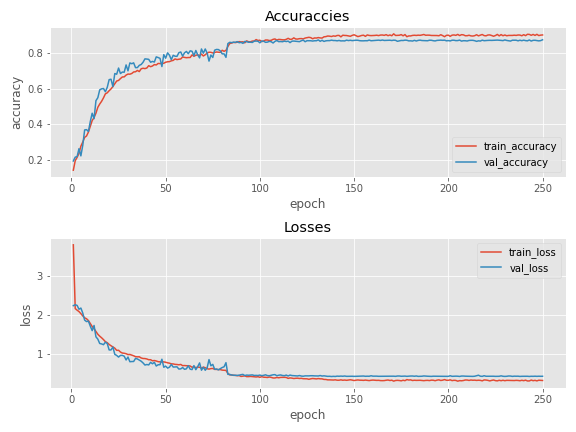 Accuraccies
0.8
0.6
0.4
0.2
accuracy
train_accuracy
val_accuracy
0 50 100 150 200 250
epoch
Losses
3
2
1
loss
train_loss
val_loss
0 50 100 150 200 250
epoch